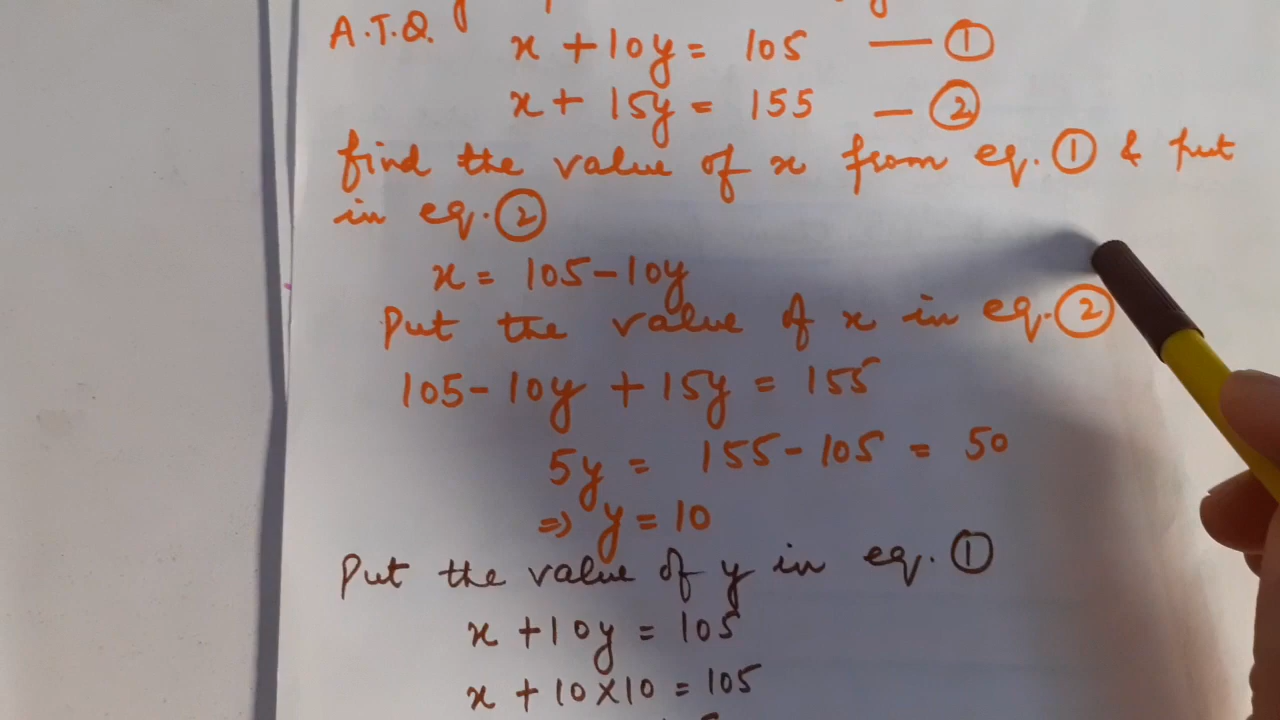 A.T.Q.
x + 10y = 105 — ①
x + 15y = 155 — ②
find the value of x from eq. ① & put
in eq. ②
x = 105 - 10y
Put the value of x in eq. ②
105 - 10y + 15y = 155
5y = 155 - 105 = 50
⇒ y = 10
Put the value of y in eq. ①
x + 10y = 105
x + 10 × 10 = 105